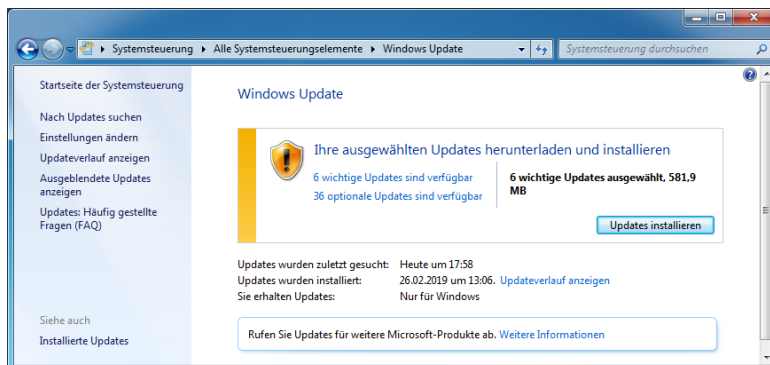 Systemsteuerung ▸ Alle Systemsteuerungselemente ▸ Windows Update
Systemsteuerung durchsuchen
Startseite der Systemsteuerung
Nach Updates suchen
Einstellungen ändern
Updateverlauf anzeigen
Ausgeblendete Updates
anzeigen
Updates: Häufig gestellte
Fragen (FAQ)
Siehe auch
Installierte Updates
Windows Update
Ihre ausgewählten Updates herunterladen und installieren
6 wichtige Updates sind verfügbar
36 optionale Updates sind verfügbar
6 wichtige Updates ausgewählt, 581,9
MB
Updates installieren
Updates wurden zuletzt gesucht: Heute um 17:58
Updates wurden installiert: 26.02.2019 um 13:06. Updateverlauf anzeigen
Sie erhalten Updates: Nur für Windows
Rufen Sie Updates für weitere Microsoft-Produkte ab. Weitere Informationen